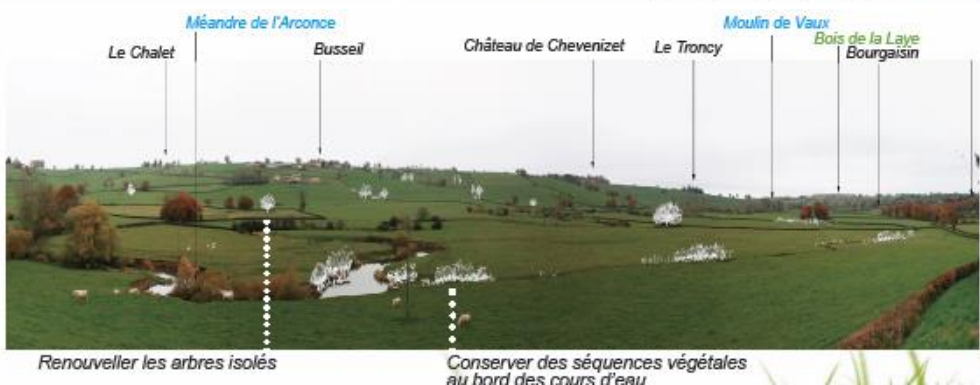 Méandre de l'Arconce
Moulin de Vaux
Le Chalet
Busseil
Château de Chevenizet
Le Troncy
Bois de la Laye
Bourgaisin
Renouveller les arbres isolés
Conserver des séquences végétales
au bord des cours d'eau